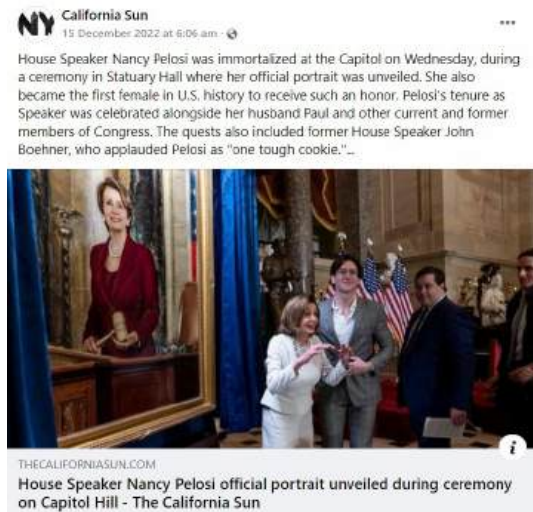 NY
California Sun
15 December 2022 at 6:06 am ·
House Speaker Nancy Pelosi was immortalized at the Capitol on Wednesday, during
a ceremony in Statuary Hall where her official portrait was unveiled. She also
became the first female in U.S. history to receive such an honor. Pelosi's tenure as
Speaker was celebrated alongside her husband Paul and other current and former
members of Congress. The quests also included former House Speaker John
Boehner, who applauded Pelosi as "one tough cookie."...
i
THECALIFORNIASUN.COM
House Speaker Nancy Pelosi official portrait unveiled during ceremony
on Capitol Hill - The California Sun